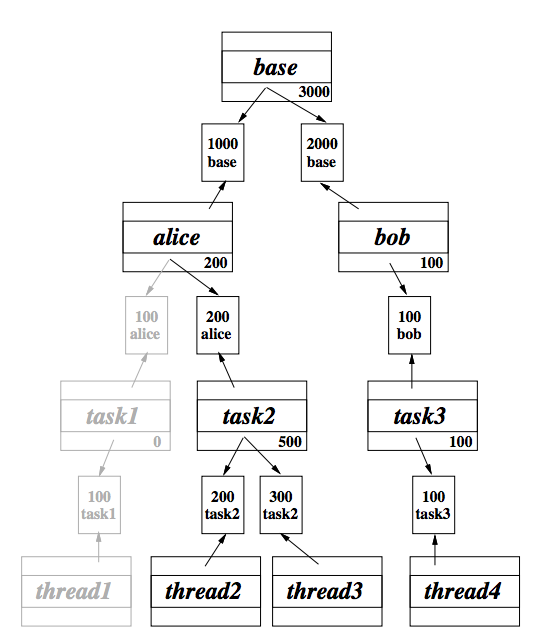 base
3000
1000
base
2000
base
alice
200
bob
100
100
alice
200
alice
100
bob
task1
0
task2
500
task3
100
100
task1
200
task2
300
task2
100
task3
thread1
thread2
thread3
thread4